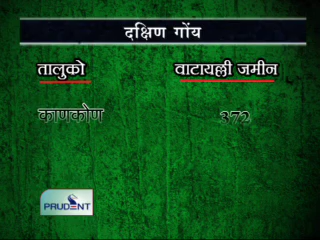 दक्षिण गोंय
तालुको वाटायल्ली जमीन
काणकोण 372
PRUDENT